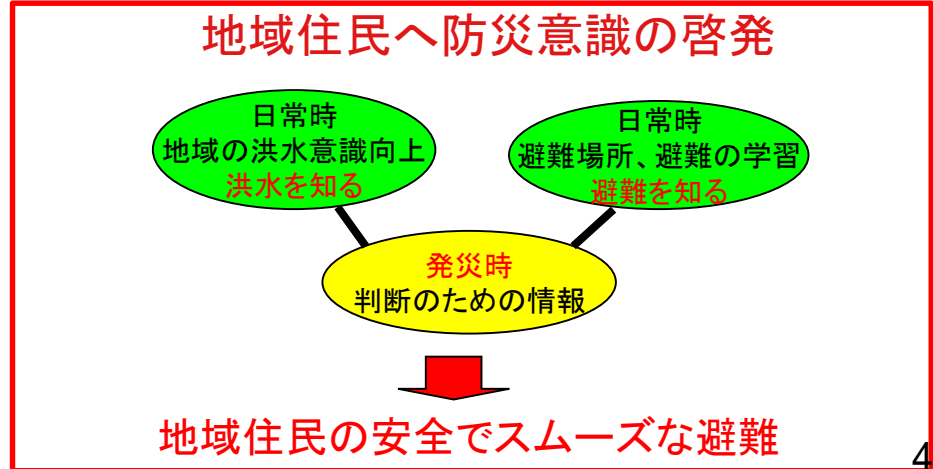 地域住民へ防災意識の啓発
日常時
地域の洪水意識向上
洪水を知る
日常時
避難場所、避難の学習
避難を知る
発災時
判断のための情報
地域住民の安全でスムーズな避難
4